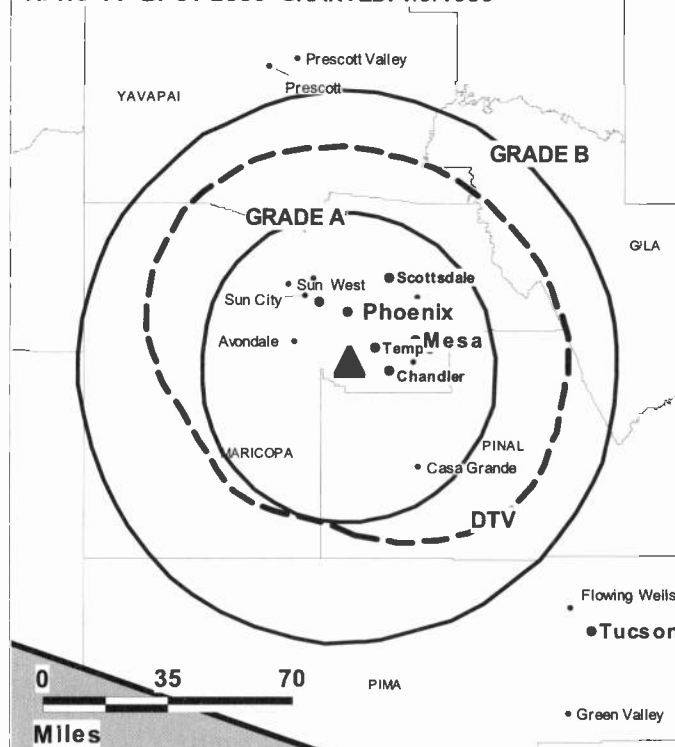 Prescott Valley
Prescott
YAVAPAI
GRADE B
GRADE A
GILA
Scottsdale
Sun West
Sun City
Phoenix
Avondale
Mesa
Temp
Chandler
MARICOPA
PINAL
Casa Grande
DTV
Flowing Wells
Tucson
0 35 70
PIMA
Miles
Green Valley